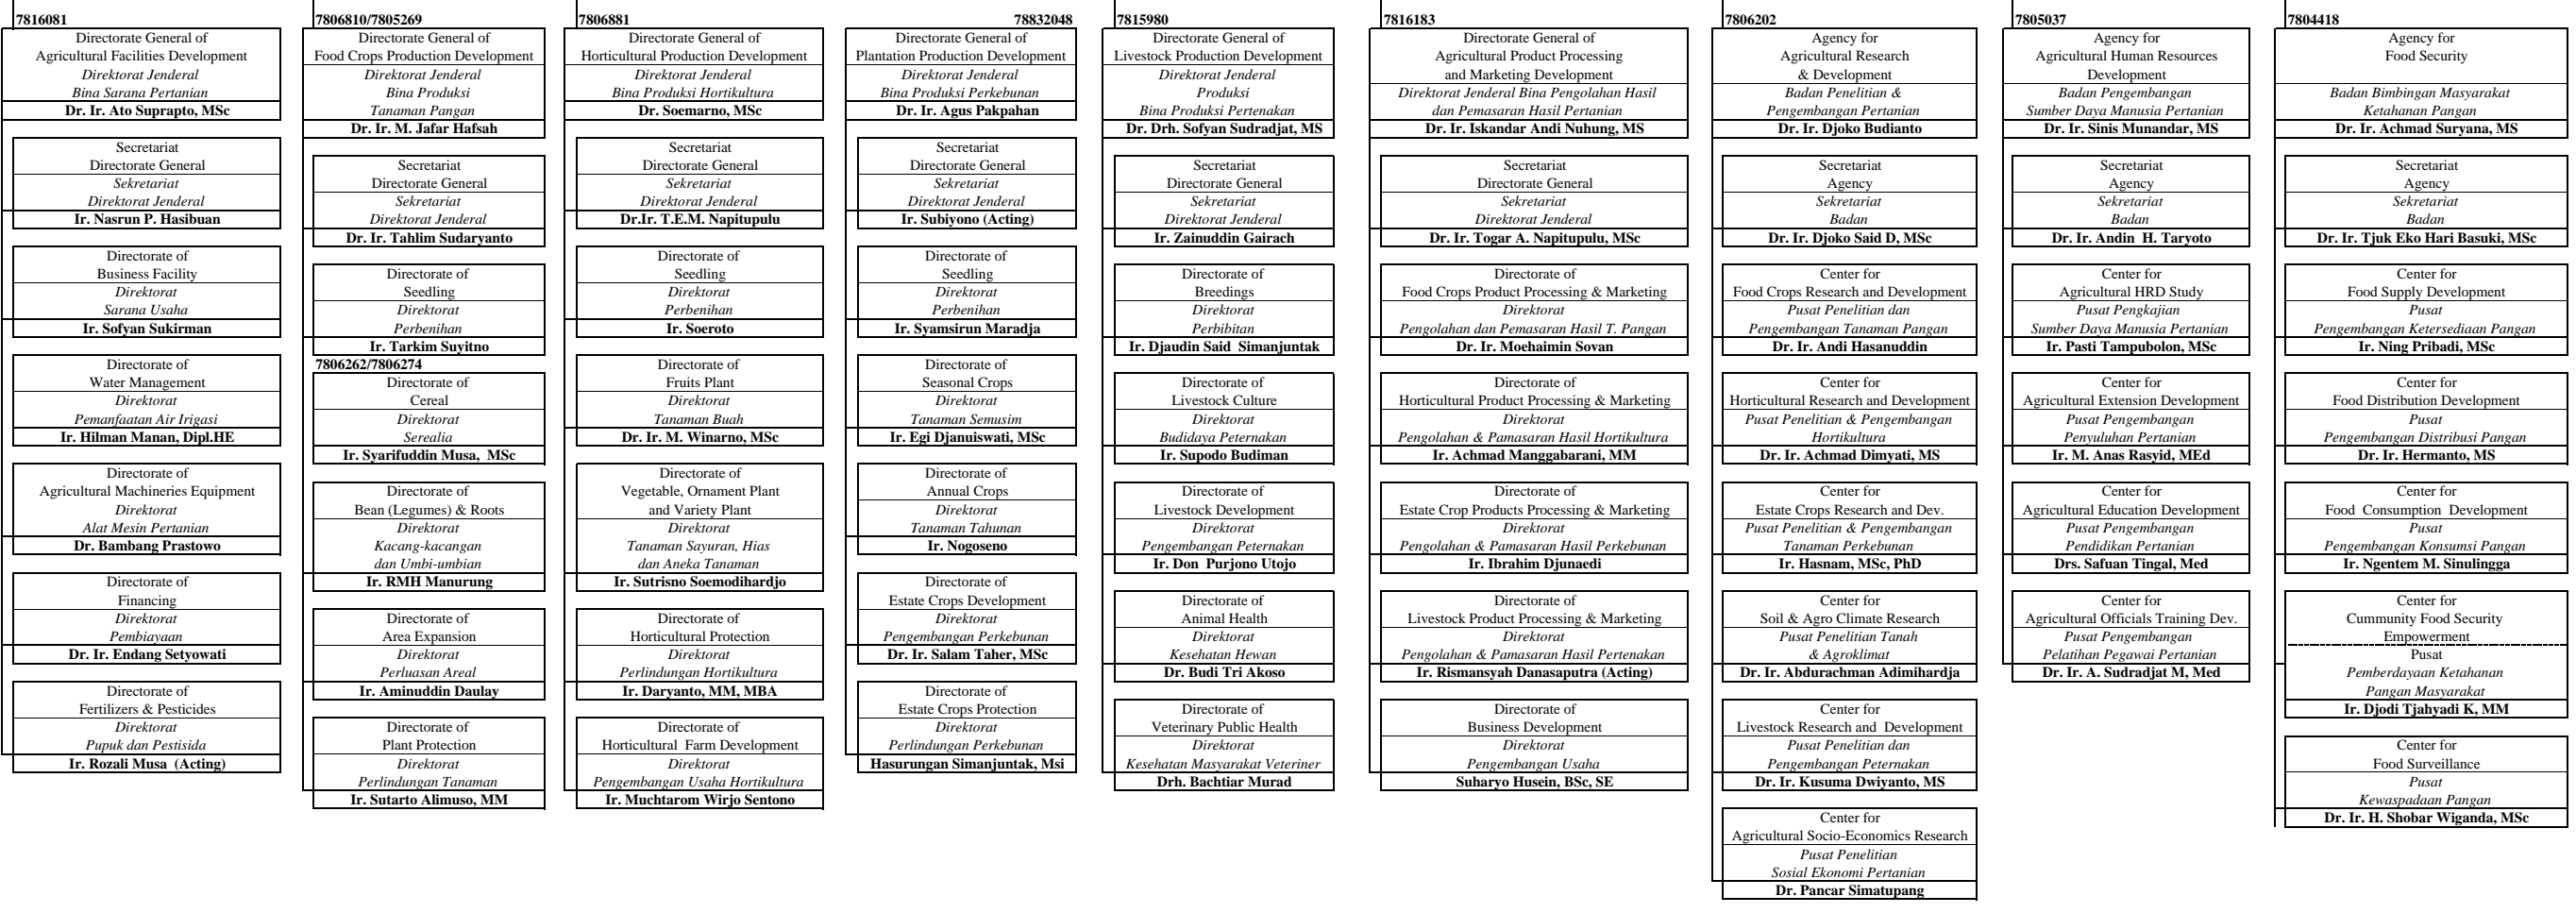 7816081
Directorate General of
Agricultural Facilities Development
Direktorat Jenderal
Bina Sarana Pertanian
Dr. Ir. Ato Suprapto, MSc
Secretariat
Directorate General
Sekretariat
Direktorat Jenderal
Ir. Nasrun P. Hasibuan
Directorate of
Business Facility
Direktorat
Sarana Usaha
Ir. Sofyan Sukirman
Directorate of
Water Management
Direktorat
Pemanfaatan Air Irigasi
Ir. Hilman Manan, Dipl.HE
Directorate of
Agricultural Machineries Equipment
Direktorat
Alat Mesin Pertanian
Dr. Bambang Prastowo
Directorate of
Financing
Direktorat
Pembiayaan
Dr. Ir. Endang Setyowati
Directorate of
Fertilizers & Pesticides
Direktorat
Pupuk dan Pestisida
Ir. Rozali Musa (Acting)
7806810/7805269
Directorate General of
Food Crops Production Development
Direktorat Jenderal
Bina Produksi
Tanaman Pangan
Dr. Ir. M. Jafar Hafsah
Secretariat
Directorate General
Sekretariat
Direktorat Jenderal
Dr. Ir. Tahlim Sudaryanto
Directorate of
Seedling
Direktorat
Perbenihan
Ir. Tarkim Suyitno
7806262/7806274
Directorate of
Cereal
Direktorat
Serealia
Ir. Syarifuddin Musa, MSc
Directorate of
Bean (Legumes) & Roots
Direktorat
Kacang-kacangan
dan Umbi-umbian
Ir. RMH Manurung
Directorate of
Area Expansion
Direktorat
Perluasan Areal
Ir. Aminuddin Daulay
Directorate of
Plant Protection
Direktorat
Perlindungan Tanaman
Ir. Sutarto Alimuso, MM
7806881
Directorate General of
Horticultural Production Development
Direktorat Jenderal
Bina Produksi Hortikultura
Dr. Soemarno, MSc
Secretariat
Directorate General
Sekretariat
Direktorat Jenderal
Dr.Ir. T.E.M. Napitupulu
Directorate of
Seedling
Direktorat
Perbenihan
Ir. Soeroto
Directorate of
Fruits Plant
Direktorat
Tanaman Buah
Dr. Ir. M. Winarno, MSc
Directorate of
Vegetable, Ornament Plant
and Variety Plant
Direktorat
Tanaman Sayuran, Hias
dan Aneka Tanaman
Ir. Sutrisno Soemodihardjo
Directorate of
Horticultural Protection
Direktorat
Perlindungan Hortikultura
Ir. Daryanto, MM, MBA
Directorate of
Horticultural Farm Development
Direktorat
Pengembangan Usaha Hortikultura
Ir. Muchtarom Wirjo Sentono
78832048
Directorate General of
Plantation Production Development
Direktorat Jenderal
Bina Produksi Perkebunan
Dr. Ir. Agus Pakpahan
Secretariat
Directorate General
Sekretariat
Direktorat Jenderal
Ir. Subiyono (Acting)
Directorate of
Seedling
Direktorat
Perbenihan
Ir. Syamsirun Maradja
Directorate of
Seasonal Crops
Direktorat
Tanaman Semusim
Ir. Egi Djanuiswati, MSc
Directorate of
Annual Crops
Direktorat
Tanaman Tahunan
Ir. Nogoseno
Directorate of
Estate Crops Development
Direktorat
Pengembangan Perkebunan
Dr. Ir. Salam Taher, MSc
Directorate of
Estate Crops Protection
Direktorat
Perlindungan Perkebunan
Hasurungan Simanjuntak, Msi
7815980
Directorate General of
Livestock Production Development
Direktorat Jenderal
Produksi
Bina Produksi Pertenakan
Dr. Drh. Sofyan Sudradjat, MS
Secretariat
Directorate General
Sekretariat
Direktorat Jenderal
Ir. Zainuddin Gairach
Directorate of
Breedings
Direktorat
Perbibitan
Ir. Djaudin Said Simanjuntak
Directorate of
Livestock Culture
Direktorat
Budidaya Peternakan
Ir. Supodo Budiman
Directorate of
Livestock Development
Direktorat
Pengembangan Peternakan
Ir. Don Purjono Utojo
Directorate of
Animal Health
Direktorat
Kesehatan Hewan
Dr. Budi Tri Akoso
Directorate of
Veterinary Public Health
Direktorat
Kesehatan Masyarakat Veteriner
Drh. Bachtiar Murad
7816183
Directorate General of
Agricultural Product Processing
and Marketing Development
Direktorat Jenderal Bina Pengolahan Hasil
dan Pemasaran Hasil Pertanian
Dr. Ir. Iskandar Andi Nuhung, MS
Secretariat
Directorate General
Sekretariat
Direktorat Jenderal
Dr. Ir. Togar A. Napitupulu, MSc
Directorate of
Food Crops Product Processing & Marketing
Direktorat
Pengolahan dan Pemasaran Hasil T. Pangan
Dr. Ir. Moehaimin Sovan
Directorate of
Horticultural Product Processing & Marketing
Direktorat
Pengolahan & Pamasaran Hasil Hortikultura
Ir. Achmad Manggabarani, MM
Directorate of
Estate Crop Products Processing & Marketing
Direktorat
Pengolahan & Pamasaran Hasil Perkebunan
Ir. Ibrahim Djunaedi
Directorate of
Livestock Product Processing & Marketing
Direktorat
Pengolahan & Pamasaran Hasil Pertenakan
Ir. Rismansyah Danasaputra (Acting)
Directorate of
Business Development
Direktorat
Pengembangan Usaha
Suharyo Husein, BSc, SE
7806202
Agency for
Agricultural Research
& Development
Badan Penelitian &
Pengembangan Pertanian
Dr. Ir. Djoko Budianto
Secretariat
Agency
Sekretariat
Badan
Dr. Ir. Djoko Said D, MSc
Center for
Food Crops Research and Development
Pusat Penelitian dan
Pengembangan Tanaman Pangan
Dr. Ir. Andi Hasanuddin
Center for
Horticultural Research and Development
Pusat Penelitian & Pengembangan
Hortikultura
Dr. Ir. Achmad Dimyati, MS
Center for
Estate Crops Research and Dev.
Pusat Penelitian & Pengembangan
Tanaman Perkebunan
Ir. Hasnam, MSc, PhD
Center for
Soil & Agro Climate Research
Pusat Penelitian Tanah
& Agroklimat
Dr. Ir. Abdurachman Adimihardja
Center for
Livestock Research and Development
Pusat Penelitian dan
Pengembangan Peternakan
Dr. Ir. Kusuma Dwiyanto, MS
Center for
Agricultural Socio-Economics Research
Pusat Penelitian
Sosial Ekonomi Pertanian
Dr. Pancar Simatupang
7805037
Agency for
Agricultural Human Resources
Development
Badan Pengembangan
Sumber Daya Manusia Pertanian
Dr. Ir. Sinis Munandar, MS
Secretariat
Agency
Sekretariat
Badan
Dr. Ir. Andin H. Taryoto
Center for
Agricultural HRD Study
Pusat Pengkajian
Sumber Daya Manusia Pertanian
Ir. Pasti Tampubolon, MSc
Center for
Agricultural Extension Development
Pusat Pengembangan
Penyuluhan Pertanian
Ir. M. Anas Rasyid, MEd
Center for
Agricultural Education Development
Pusat Pengembangan
Pendidikan Pertanian
Drs. Safuan Tingal, Med
Center for
Agricultural Officials Training Dev.
Pusat Pengembangan
Pelatihan Pegawai Pertanian
Dr. Ir. A. Sudradjat M, Med
7804418
Agency for
Food Security
Badan Bimbingan Masyarakat
Ketahanan Pangan
Dr. Ir. Achmad Suryana, MS
Secretariat
Agency
Sekretariat
Badan
Dr. Ir. Tjuk Eko Hari Basuki, MSc
Center for
Food Supply Development
Pusat
Pengembangan Ketersediaan Pangan
Ir. Ning Pribadi, MSc
Center for
Food Distribution Development
Pusat
Pengembangan Distribusi Pangan
Dr. Ir. Hermanto, MS
Center for
Food Consumption Development
Pusat
Pengembangan Konsumsi Pangan
Ir. Ngentem M. Sinulingga
Center for
Cummunity Food Security
Empowerment
Pusat
Pemberdayaan Ketahanan
Pangan Masyarakat
Ir. Djodi Tjahyadi K, MM
Center for
Food Surveillance
Pusat
Kewaspadaan Pangan
Dr. Ir. H. Shobar Wiganda, MSc